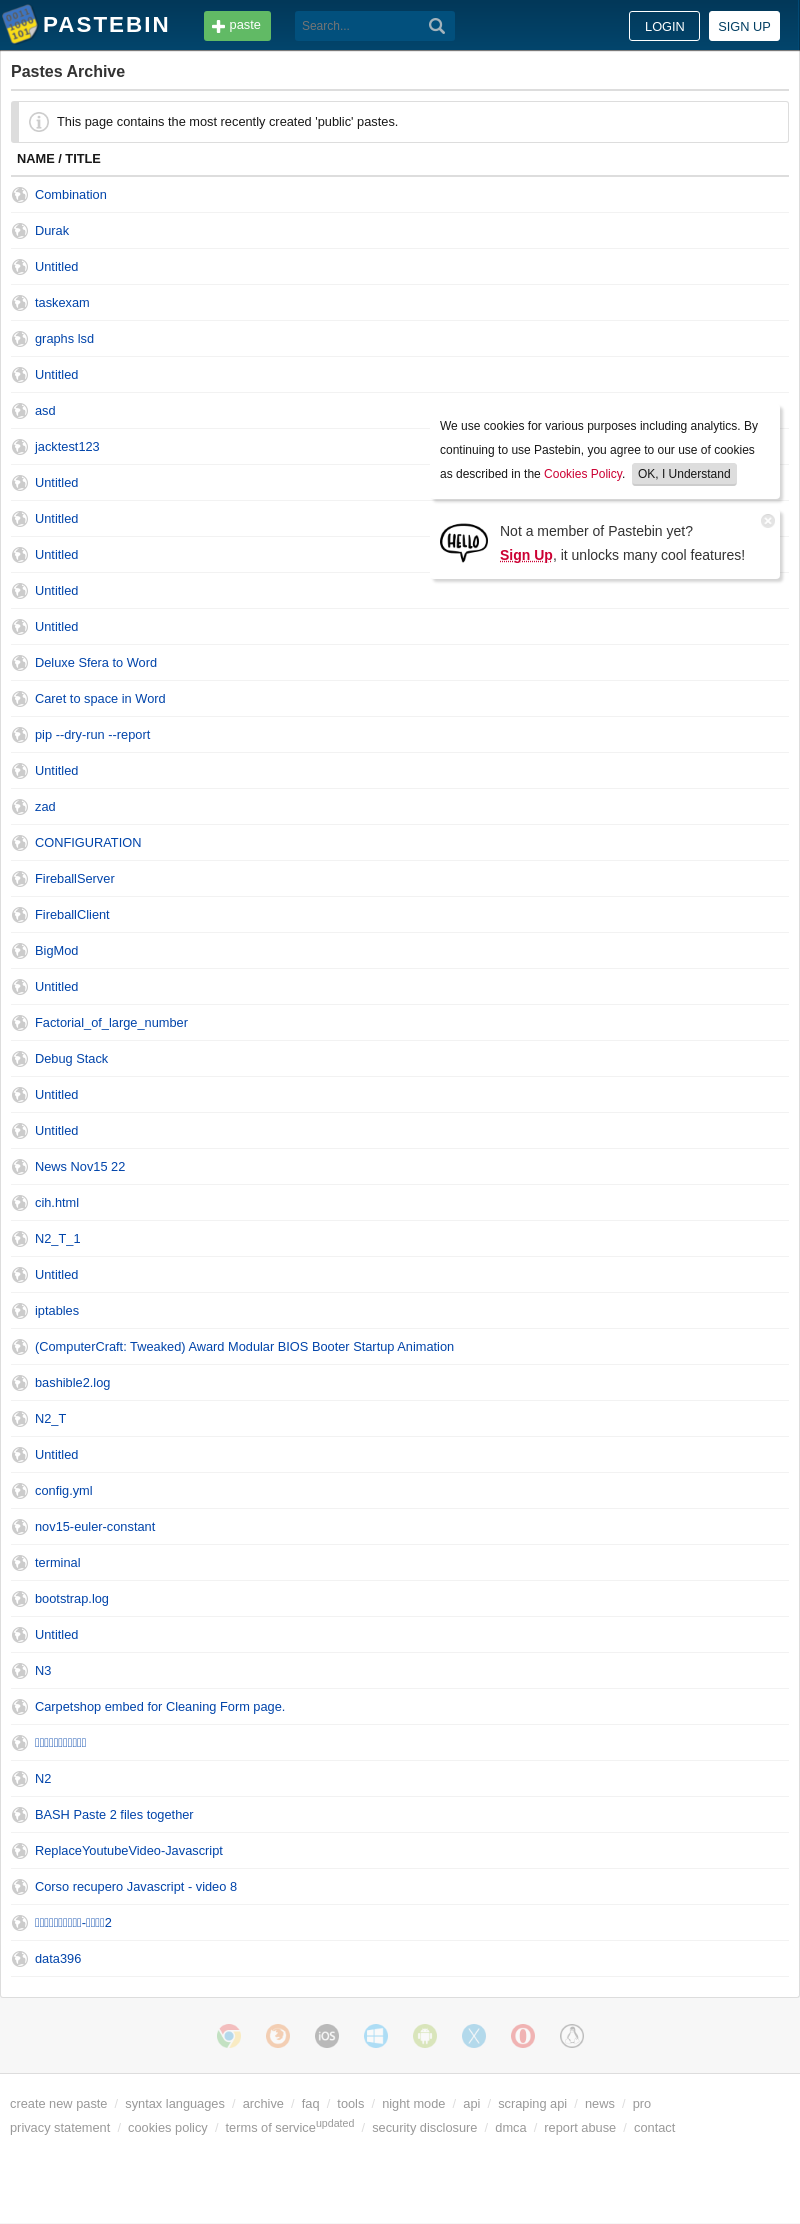 PASTEBIN
paste
Search...
LOGIN
SIGN UP
Pastes Archive
This page contains the most recently created 'public' pastes.
NAME / TITLE
Combination
Durak
Untitled
taskexam
graphs lsd
Untitled
asd
We use cookies for various purposes including analytics. By
continuing to use Pastebin, you agree to our use of cookies
as described in the Cookies Policy. OK, I Understand
jacktest123
Untitled
Untitled
HELLO
Not a member of Pastebin yet?
Sign Up, it unlocks many cool features!
Untitled
Untitled
Untitled
Deluxe Sfera to Word
Caret to space in Word
pip --dry-run --report
Untitled
zad
CONFIGURATION
FireballServer
FireballClient
BigMod
Untitled
Factorial_of_large_number
Debug Stack
Untitled
Untitled
News Nov15 22
cih.html
N2_T_1
Untitled
iptables
(ComputerCraft: Tweaked) Award Modular BIOS Booter Startup Animation
bashible2.log
N2_T
Untitled
config.yml
nov15-euler-constant
terminal
bootstrap.log
Untitled
N3
Carpetshop embed for Cleaning Form page.
N2
BASH Paste 2 files together
ReplaceYoutubeVideo-Javascript
Corso recupero Javascript - video 8
data396
iOS
create new paste / syntax languages / archive / faq / tools / night mode / api / scraping api / news / pro
privacy statement / cookies policy / terms of service updated / security disclosure / dmca / report abuse / contact